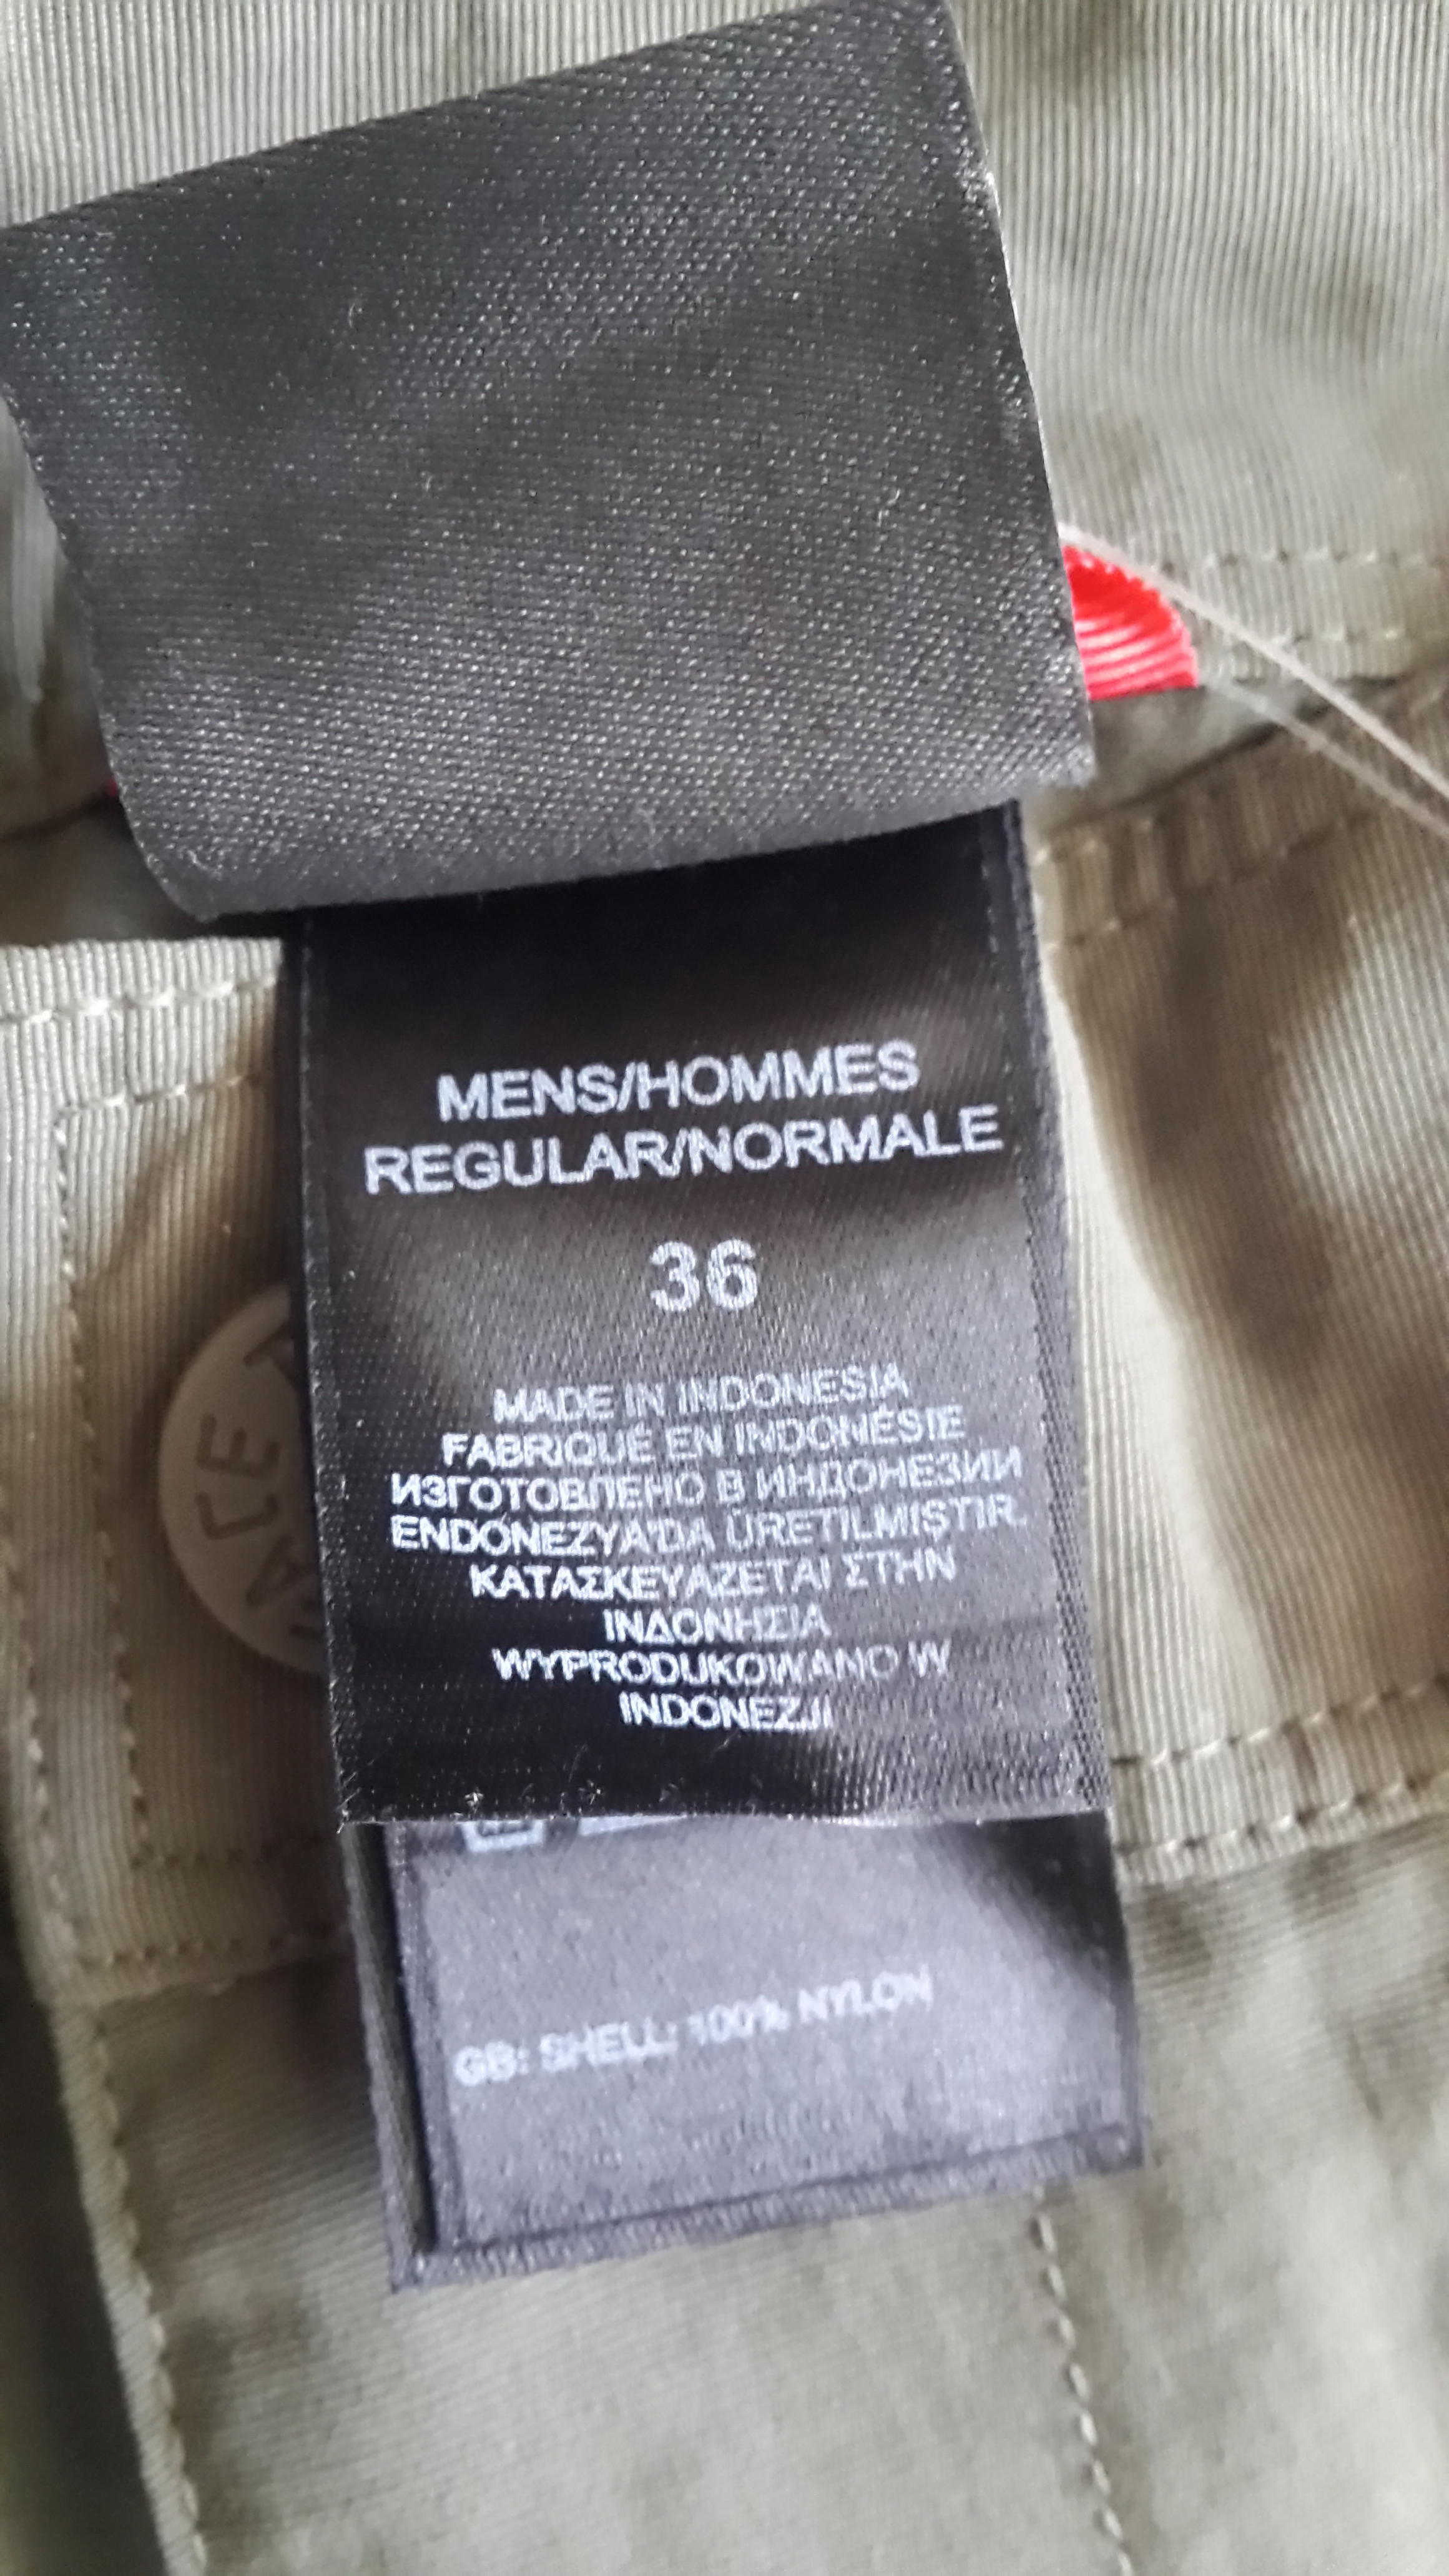 MENS/HOMMES
REGULAR/NORMALE
36
MADE IN INDONESIA
FABRIQUÉ EN INDONÉSIE
ИЗГОТОВЛЕНО В ИНДОНЕЗИИ
ENDONEZYA'DA ÜRETILMIŞTIR.
ΚΑΤΑΣΚΕΥΑΖΕΤΑΙ ΣΤΗΝ
ΙΝΔΟΝΗΣΙΑ
WYPRODUKOWANO W
INDONEZJI
GB: SHELL: 100% NYLON